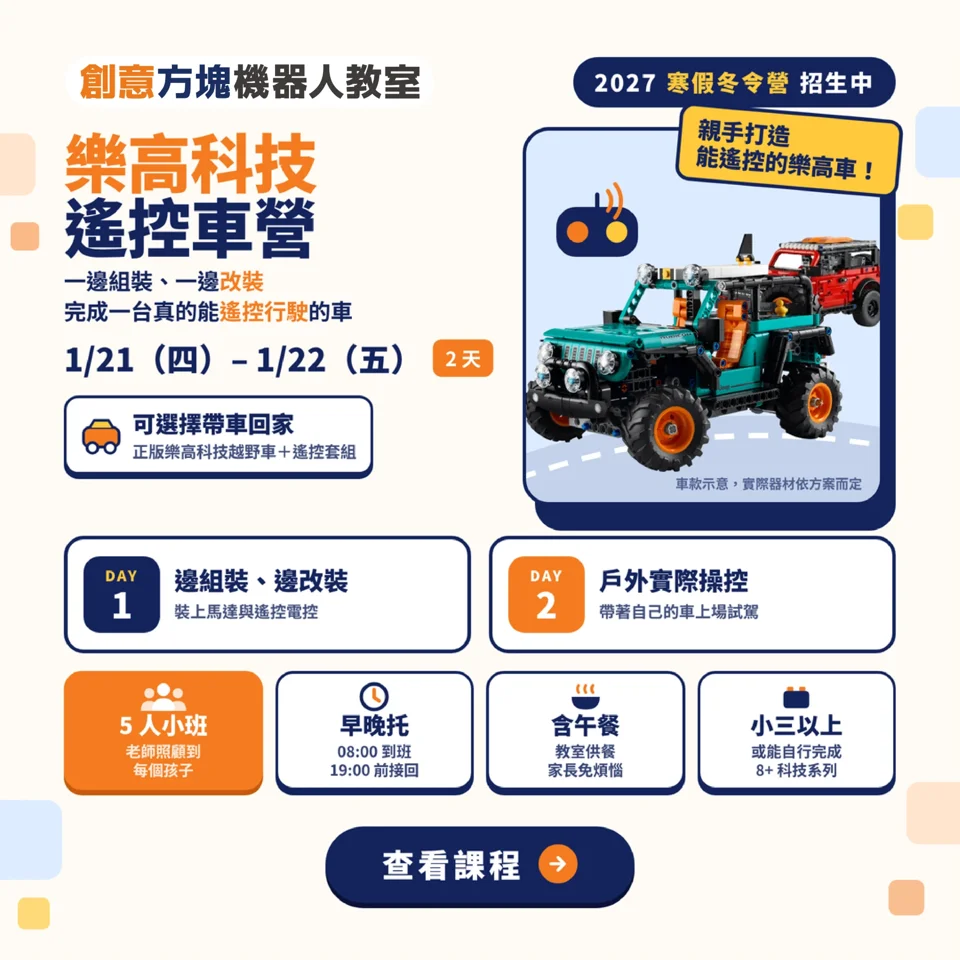 創意方塊機器人教室
2027 寒假冬令營 招生中
樂高科技
遙控車營
一邊組裝、一邊改裝
完成一台真的能遙控行駛的車
1/21（四）– 1/22（五）
2 天
可選擇帶車回家
正版樂高科技越野車＋遙控套組
親手打造
能遙控的樂高車！
車款示意，實際器材依方案而定
DAY
1
邊組裝、邊改裝
裝上馬達與遙控電控
DAY
2
戶外實際操控
帶著自己的車上場試駕
5 人小班
老師照顧到
每個孩子
早晚托
08:00 到班
19:00 前接回
含午餐
教室供餐
家長免煩惱
小三以上
或能自行完成
8+ 科技系列
查看課程